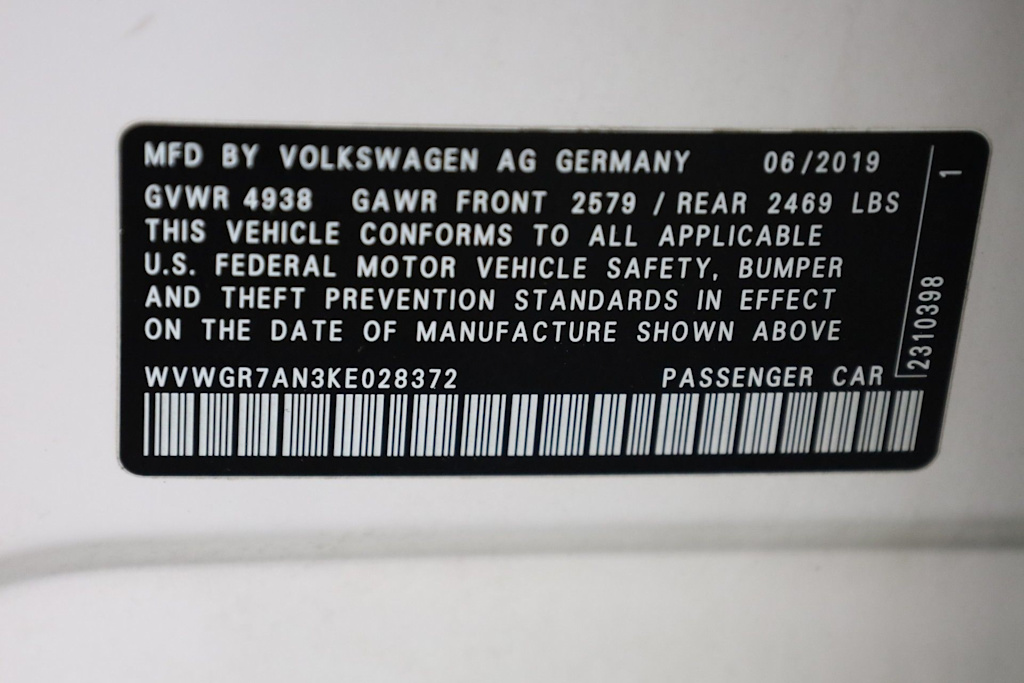 MFD BY VOLKSWAGEN AG GERMANY 06/2019
GVWR 4938 GAWR FRONT 2579 / REAR 2469 LBS
THIS VEHICLE CONFORMS TO ALL APPLICABLE
U.S. FEDERAL MOTOR VEHICLE SAFETY, BUMPER
AND THEFT PREVENTION STANDARDS IN EFFECT
ON THE DATE OF MANUFACTURE SHOWN ABOVE
WVWGR7AN3KE028372 PASSENGER CAR
2310398 1